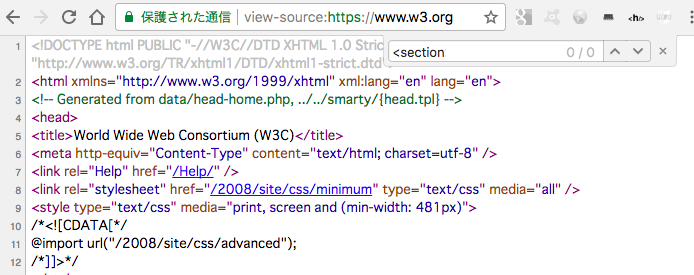 保護された通信 | view-source:https://www.w3.org
<section 0 / 0
1 <!DOCTYPE html PUBLIC "-//W3C//DTD XHTML 1.0 Stric
"http://www.w3.org/TR/xhtml1/DTD/xhtml1-strict.dtd
2 <html xmlns="http://www.w3.org/1999/xhtml" xml:lang="en" lang="en">
3 <!-- Generated from data/head-home.php, ../../smarty/{head.tpl} -->
4 <head>
5 <title>World Wide Web Consortium (W3C)</title>
6 <meta http-equiv="Content-Type" content="text/html; charset=utf-8" />
7 <link rel="Help" href="/Help/" />
8 <link rel="stylesheet" href="/2008/site/css/minimum" type="text/css" media="all" />
9 <style type="text/css" media="print, screen and (min-width: 481px)">
10 /*<![CDATA[*/
11 @import url("/2008/site/css/advanced");
12 /*]]>*/